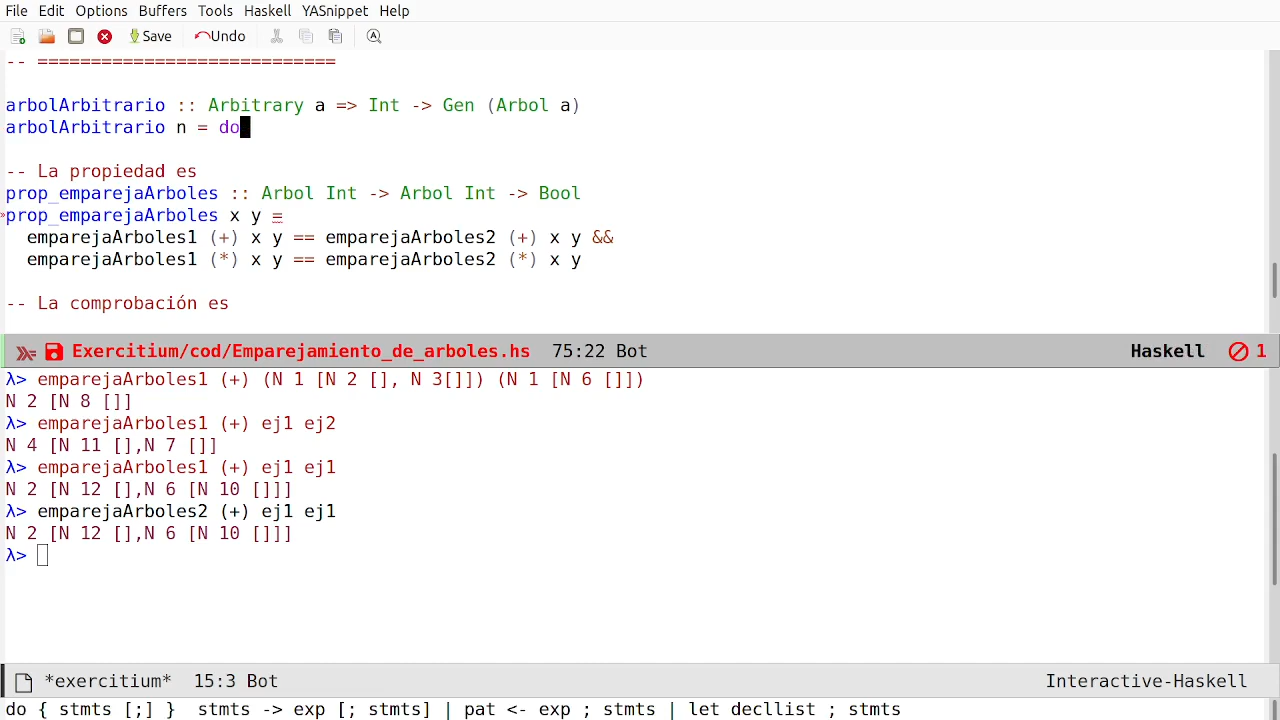 File Edit Options Buffers Tools Haskell YASnippet Help
Save Undo
-- ============================
arbolArbitrario :: Arbitrary a => Int -> Gen (Arbol a)
arbolArbitrario n = do
-- La propiedad es
prop_emparejaArboles :: Arbol Int -> Arbol Int -> Bool
prop_emparejaArboles x y =
  emparejaArboles1 (+) x y == emparejaArboles2 (+) x y &&
  emparejaArboles1 (*) x y == emparejaArboles2 (*) x y
-- La comprobación es
Exercitium/cod/Emparejamiento_de_arboles.hs 75:22 Bot Haskell 1
λ> emparejaArboles1 (+) (N 1 [N 2 [], N 3[]]) (N 1 [N 6 []])
N 2 [N 8 []]
λ> emparejaArboles1 (+) ej1 ej2
N 4 [N 11 [],N 7 []]
λ> emparejaArboles1 (+) ej1 ej1
N 2 [N 12 [],N 6 [N 10 []]]
λ> emparejaArboles2 (+) ej1 ej1
N 2 [N 12 [],N 6 [N 10 []]]
λ>
*exercitium* 15:3 Bot Interactive-Haskell
do { stmts [;] }  stmts -> exp [; stmts] | pat <- exp ; stmts | let decllist ; stmts